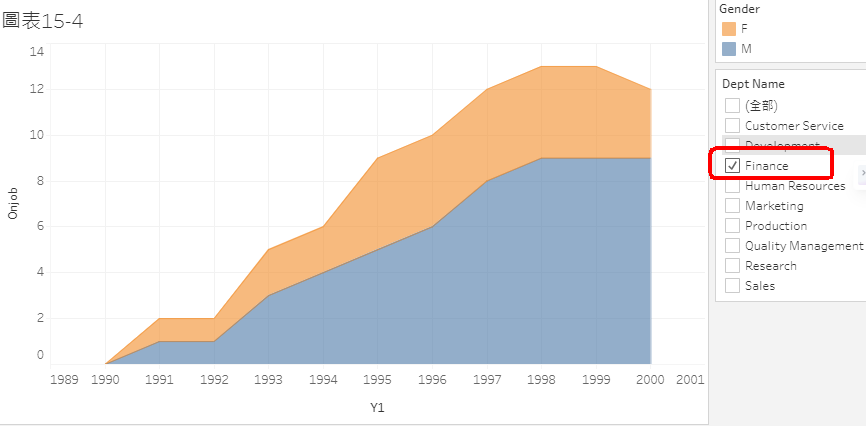 圖表15-4
14
12
10
8
6
4
2
0
Onjob
1989 1990 1991 1992 1993 1994 1995 1996 1997 1998 1999 2000 2001
Y1
Gender
F
M
Dept Name
(全部)
Customer Service
Development
Finance
Human Resources
Marketing
Production
Quality Management
Research
Sales